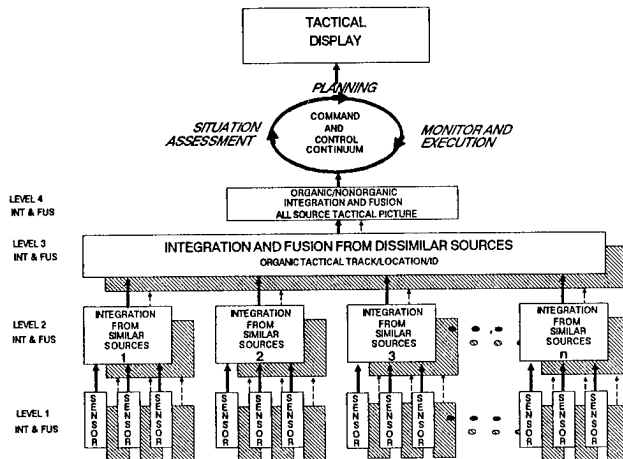 TACTICAL
DISPLAY
PLANNING
SITUATION
ASSESSMENT
COMMAND
AND
CONTROL
CONTINUUM
MONITOR AND
EXECUTION
LEVEL 4
INT & FUS
ORGANIC/NONORGANIC
INTEGRATION AND FUSION
ALL SOURCE TACTICAL PICTURE
LEVEL 3
INT & FUS
INTEGRATION AND FUSION FROM DISSIMILAR SOURCES
ORGANIC TACTICAL TRACK/LOCATION/ID
LEVEL 2
INT & FUS
INTEGRATION
FROM
SIMILAR
SOURCES
1
INTEGRATION
FROM
SIMILAR
SOURCES
2
INTEGRATION
FROM
SIMILAR
SOURCES
3
INTEGRATION
FROM
SIMILAR
SOURCES
n
LEVEL 1
INT & FUS
SENSOR
SENSOR
SENSOR
SENSOR
SENSOR
SENSOR
SENSOR
SENSOR
SENSOR
SENSOR
SENSOR
SENSOR